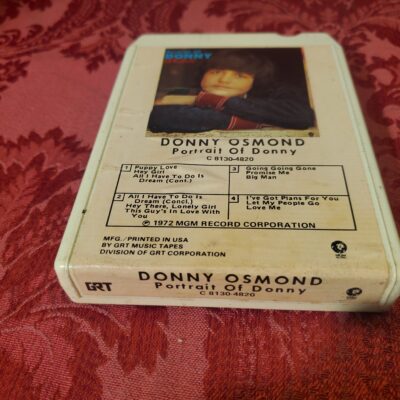 DONNY
DONNY OSMOND
Portrait Of Donny
C 8130-4820
1 Puppy Love
Hey Girl
All I Have To Do Is
Dream (Cont.)
2 All I Have To Do Is
Dream (Concl.)
Hey There, Lonely Girl
This Guy's In Love With
You
3 Going Going Gone
Promise Me
Big Man
4 I've Got Plans For You
Let My People Go
Love Me
℗ 1972 MGM RECORD CORPORATION
MFG./PRINTED IN USA
BY GRT MUSIC TAPES
DIVISION OF GRT CORPORATION
GRT
DONNY OSMOND
Portrait Of Donny
C 8130-4820